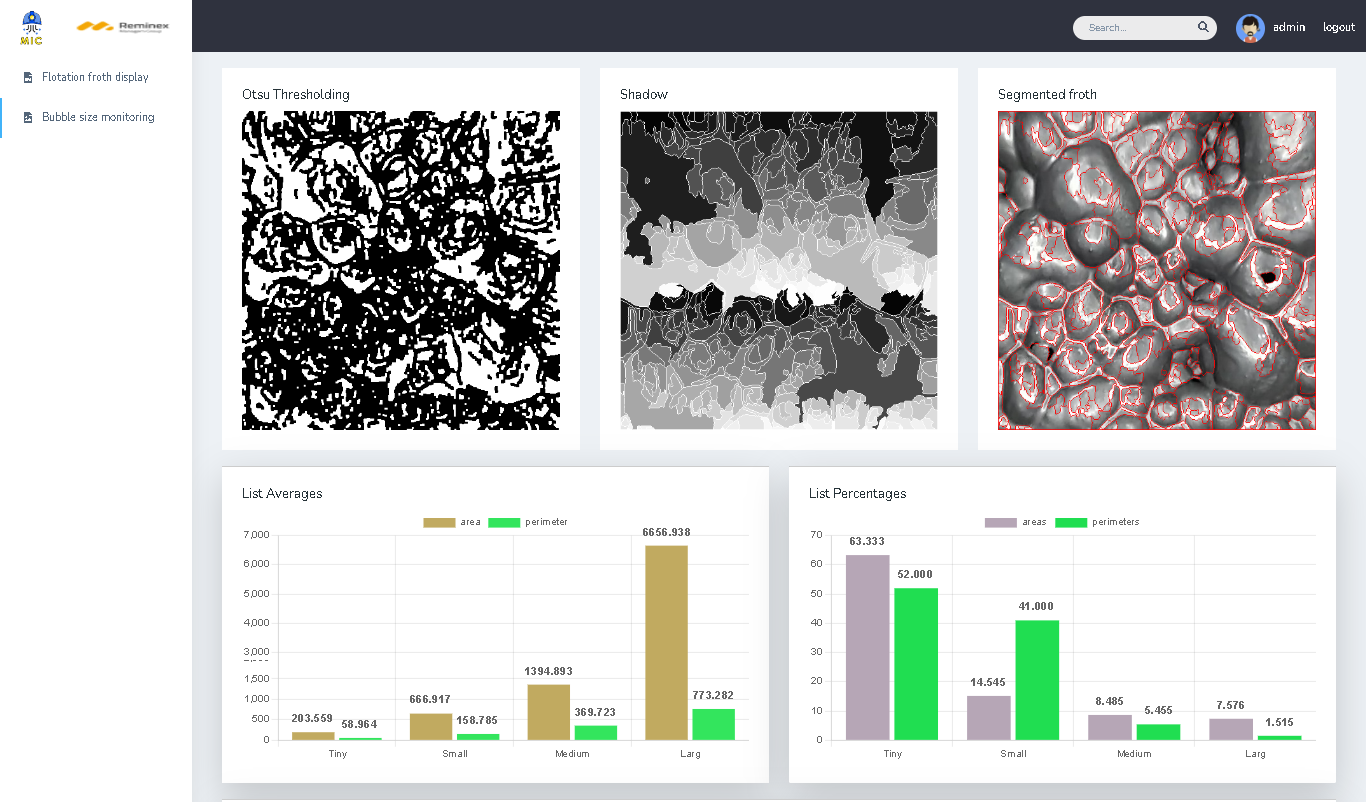 MIC
Reminex
Search...
admin
logout
Flotation froth display
Bubble size monitoring
Otsu Thresholding
Shadow
Segmented froth
List Averages
area
perimeter
7,000
6,000
5,000
4,000
3,000
1,500
1,000
500
0
203.559
58.964
666.917
158.785
1394.893
369.723
6656.938
773.282
Tiny
Small
Medium
Larg
List Percentages
areas
perimeters
70
60
50
40
30
20
10
0
63.333
52.000
14.545
41.000
8.485
5.455
7.576
1.515
Tiny
Small
Medium
Larg